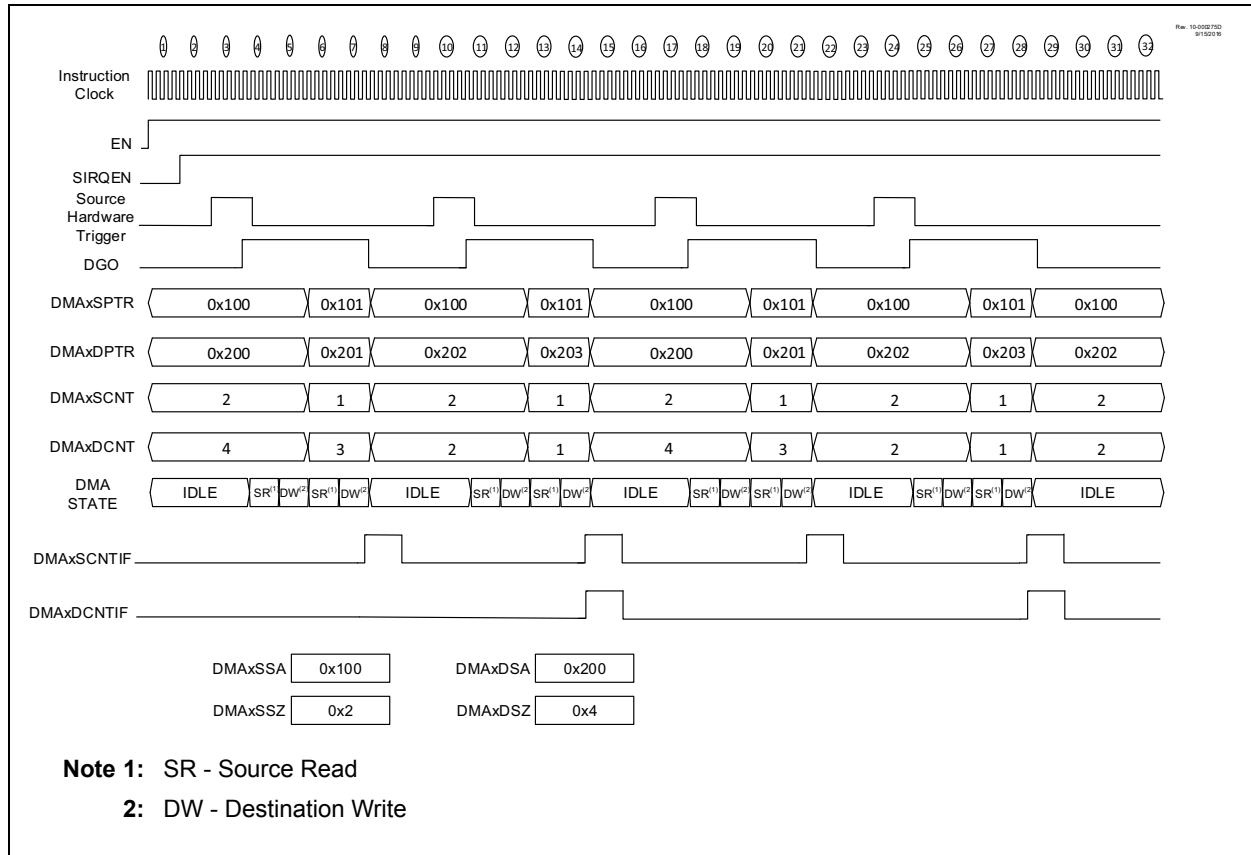 Rev. 10-000275D
9/15/2016
1 2 3 4 5 6 7 8 9 10 11 12 13 14 15 16 17 18 19 20 21 22 23 24 25 26 27 28 29 30 31 32
Instruction
Clock
EN
SIRQEN
Source
Hardware
Trigger
DGO
DMAxSPTR 0x100 0x101 0x100 0x101 0x100 0x101 0x100 0x101 0x100
DMAxDPTR 0x200 0x201 0x202 0x203 0x200 0x201 0x202 0x203 0x202
DMAxSCNT 2 1 2 1 2 1 2 1 2
DMAxDCNT 4 3 2 1 4 3 2 1 2
DMA
STATE
IDLE SR(1) DW(2) SR(1) DW(2) IDLE SR(1) DW(2) SR(1) DW(2) IDLE SR(1) DW(2) SR(1) DW(2) IDLE SR(1) DW(2) SR(1) DW(2) IDLE
DMAxSCNTIF
DMAxDCNTIF
DMAxSSA 0x100 DMAxDSA 0x200
DMAxSSZ 0x2 DMAxDSZ 0x4
Note 1: SR - Source Read
2: DW - Destination Write